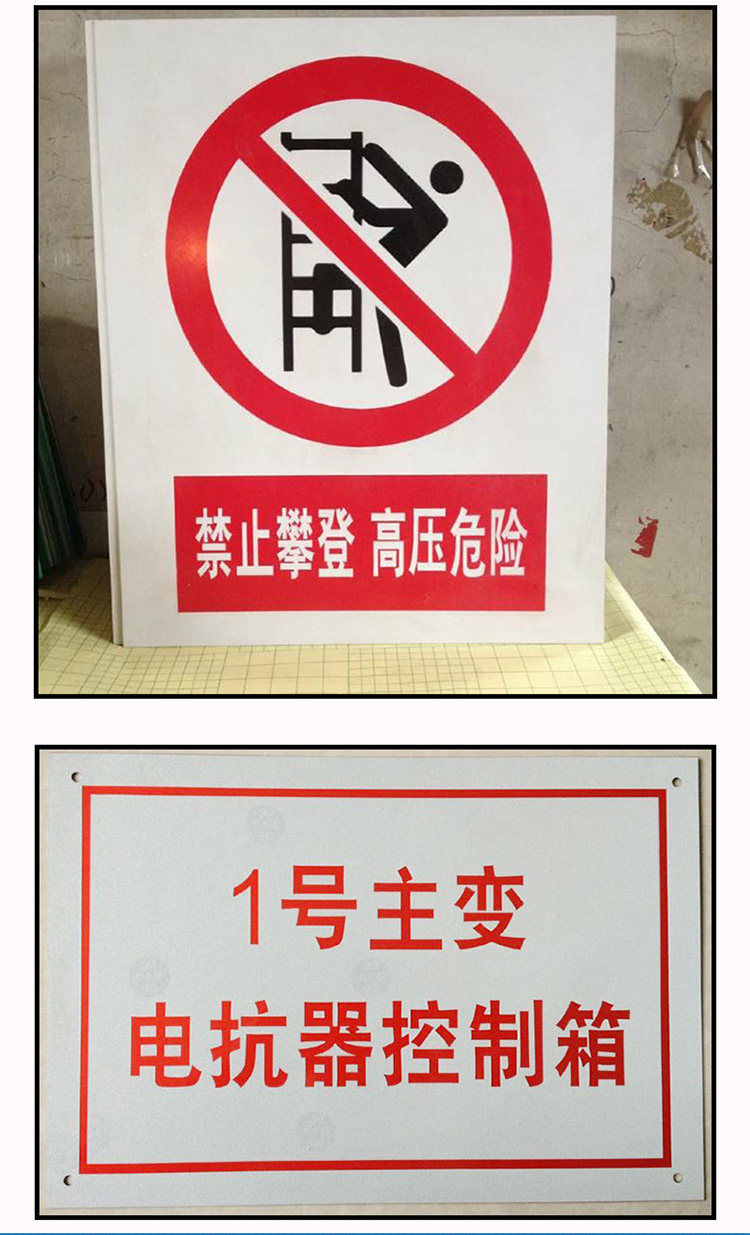 禁止攀登 高压危险
1号主变
电抗器控制箱